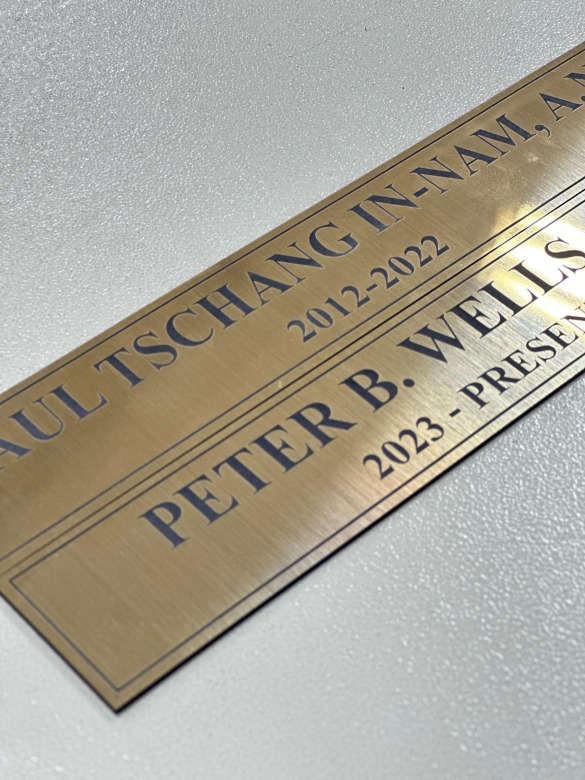 AUL TSCHANG IN-NAM, A.N
2012-2022
PETER B. WELLS
2023 - PRESEN